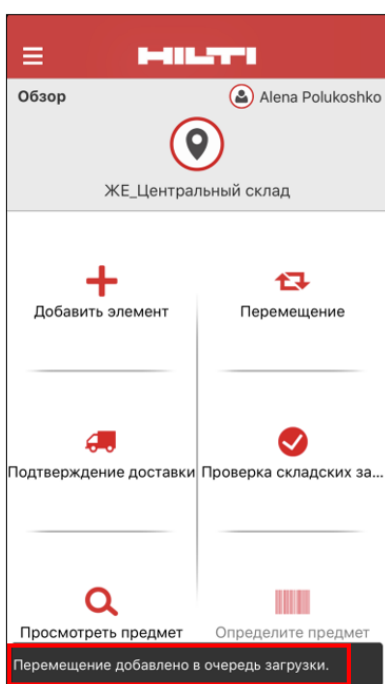 HILTI
Обзор
Alena Polukoshko
ЖЕ_Центральный склад
Добавить элемент
Перемещение
Подтверждение доставки
Проверка складских за...
Просмотреть предмет
Определите предмет
Перемещение добавлено в очередь загрузки.